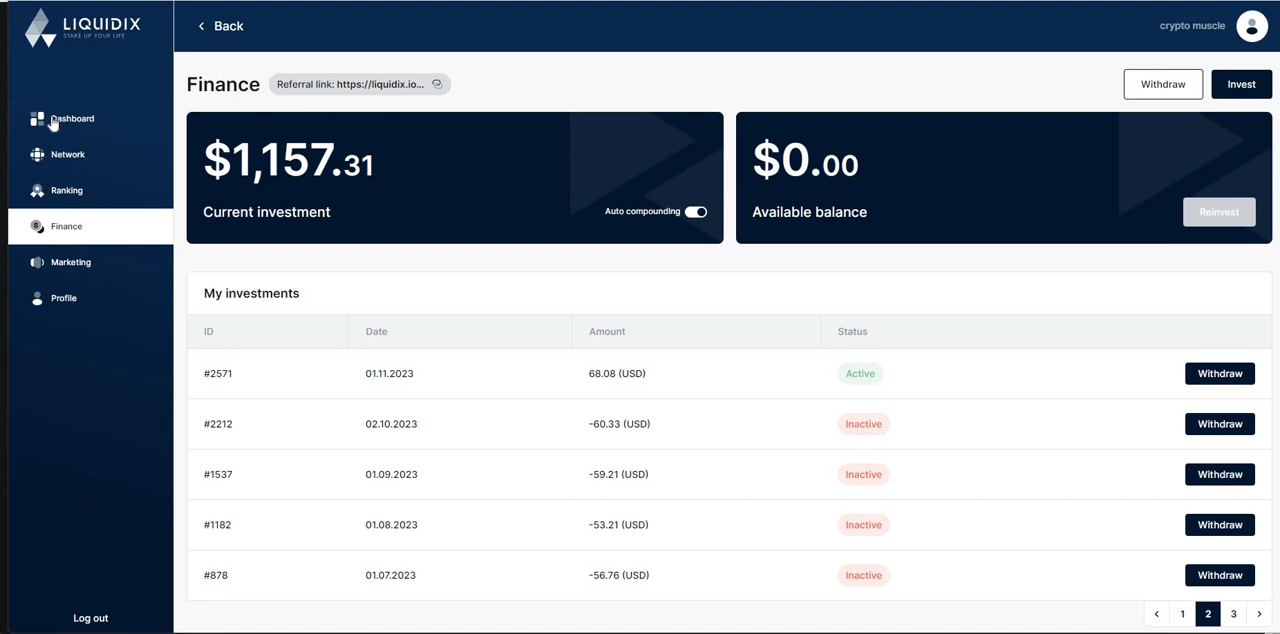 LIQUIDIX
STAKE UP YOUR LIFE
Back
crypto muscle
Dashboard
Network
Ranking
Finance
Marketing
Profile
Log out
Finance
Referral link: https://liquidix.io...
Withdraw
Invest
$1,157.31
Current investment
Auto compounding
$0.00
Available balance
Reinvest
My investments
ID Date Amount Status
#2571 01.11.2023 68.08 (USD) Active Withdraw
#2212 02.10.2023 -60.33 (USD) Inactive Withdraw
#1537 01.09.2023 -59.21 (USD) Inactive Withdraw
#1182 01.08.2023 -53.21 (USD) Inactive Withdraw
#878 01.07.2023 -56.76 (USD) Inactive Withdraw
‹ 1 2 3 ›